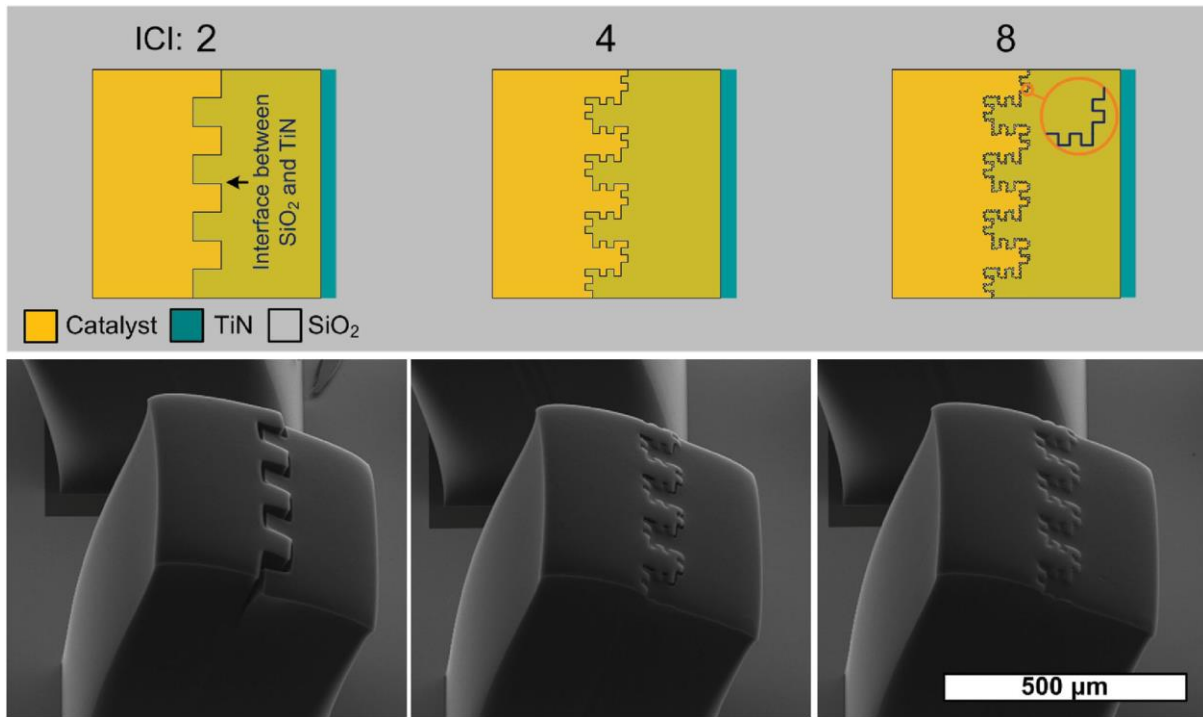 ICI: 2
4
8
Interface between
SiO₂ and TiN
Catalyst
TiN
SiO₂
500 µm